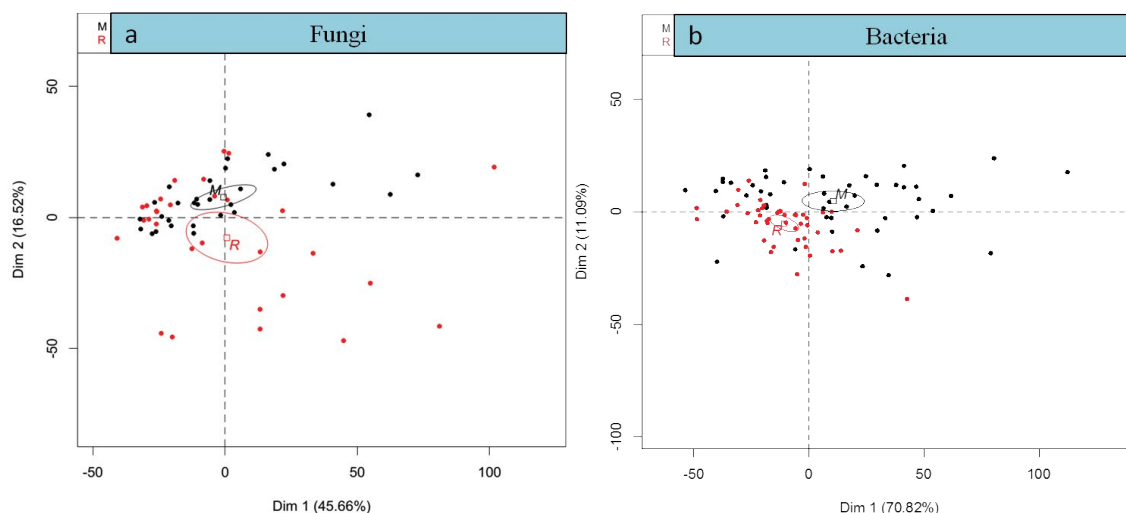 M
R
a
Fungi
50
0
-50
-50
0
50
100
Dim 2 (16.52%)
Dim 1 (45.66%)
M
R
M
R
b
Bacteria
50
0
-50
-100
-50
0
50
100
Dim 2 (11.09%)
Dim 1 (70.82%)
M
R